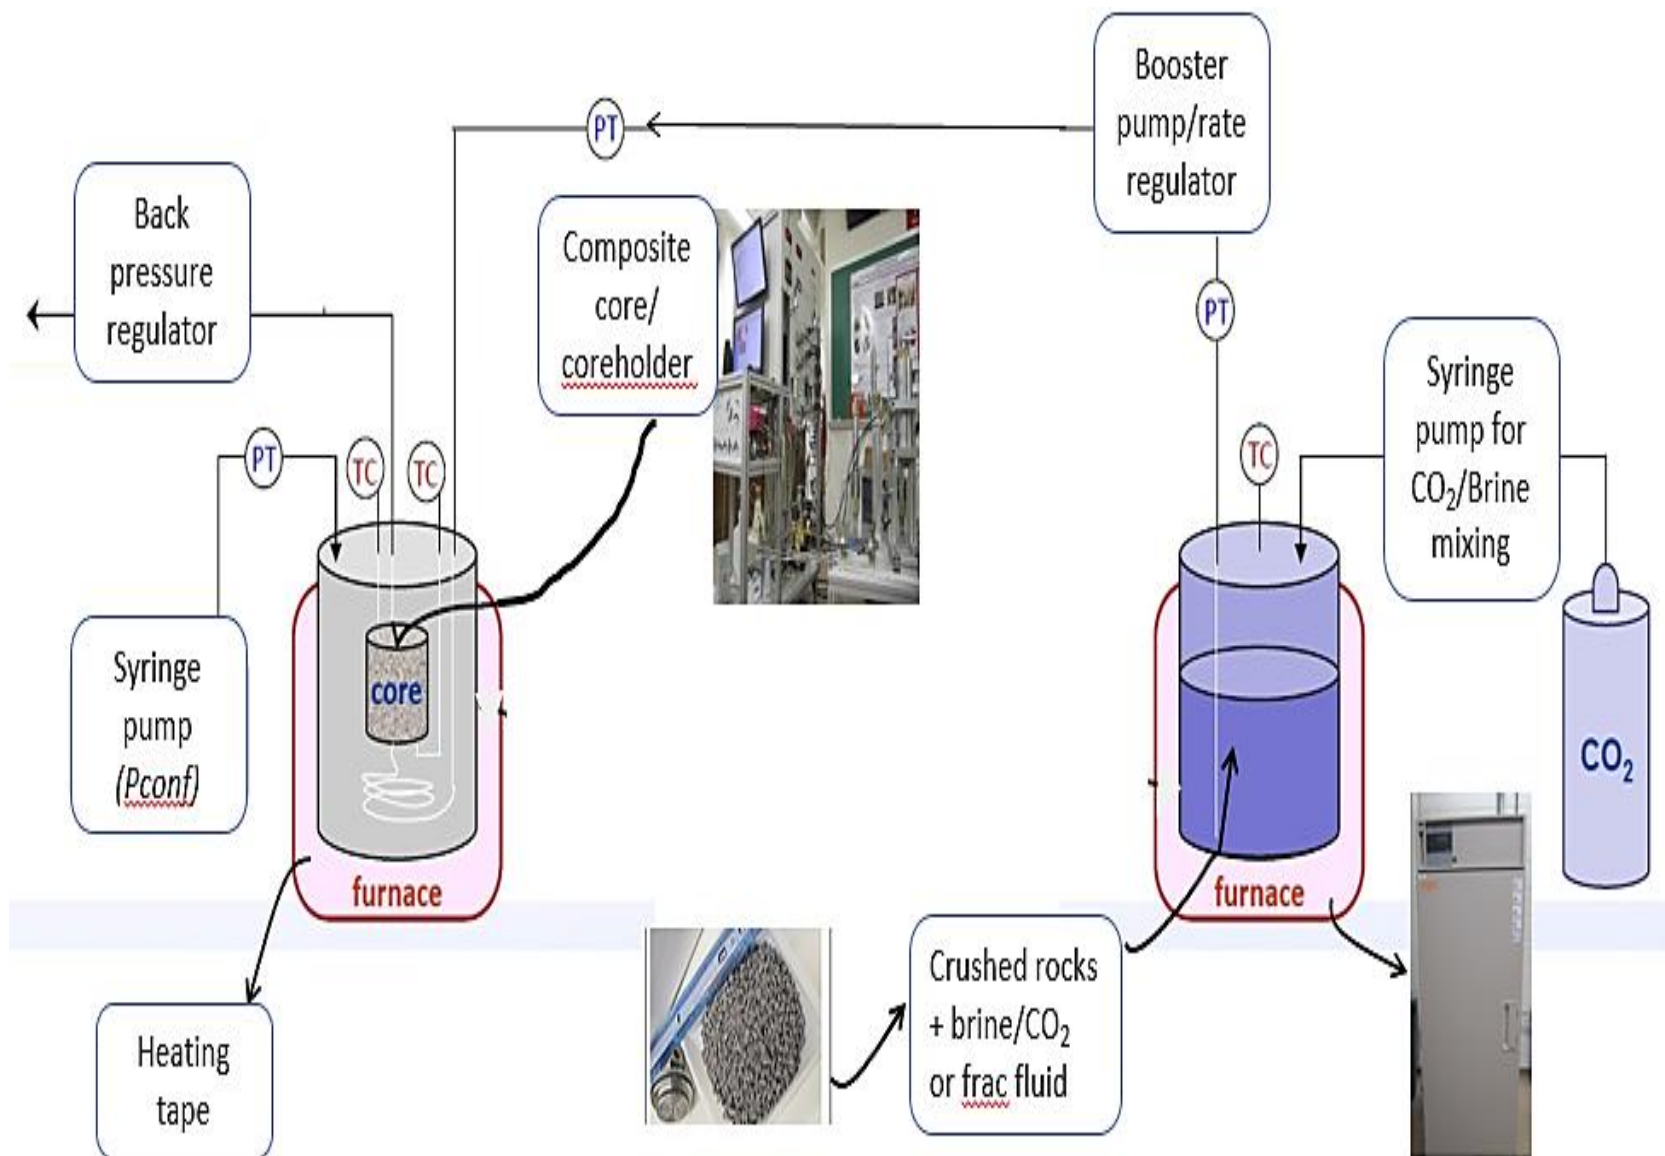 Booster
pump/rate
regulator
PT
Back
pressure
regulator
Composite
core/
coreholder
PT
Syringe
pump for
CO₂/Brine
mixing
PT
TC
TC
TC
core
Syringe
pump
(Pconf)
CO₂
furnace
furnace
Crushed rocks
+ brine/CO₂
or frac fluid
Heating
tape